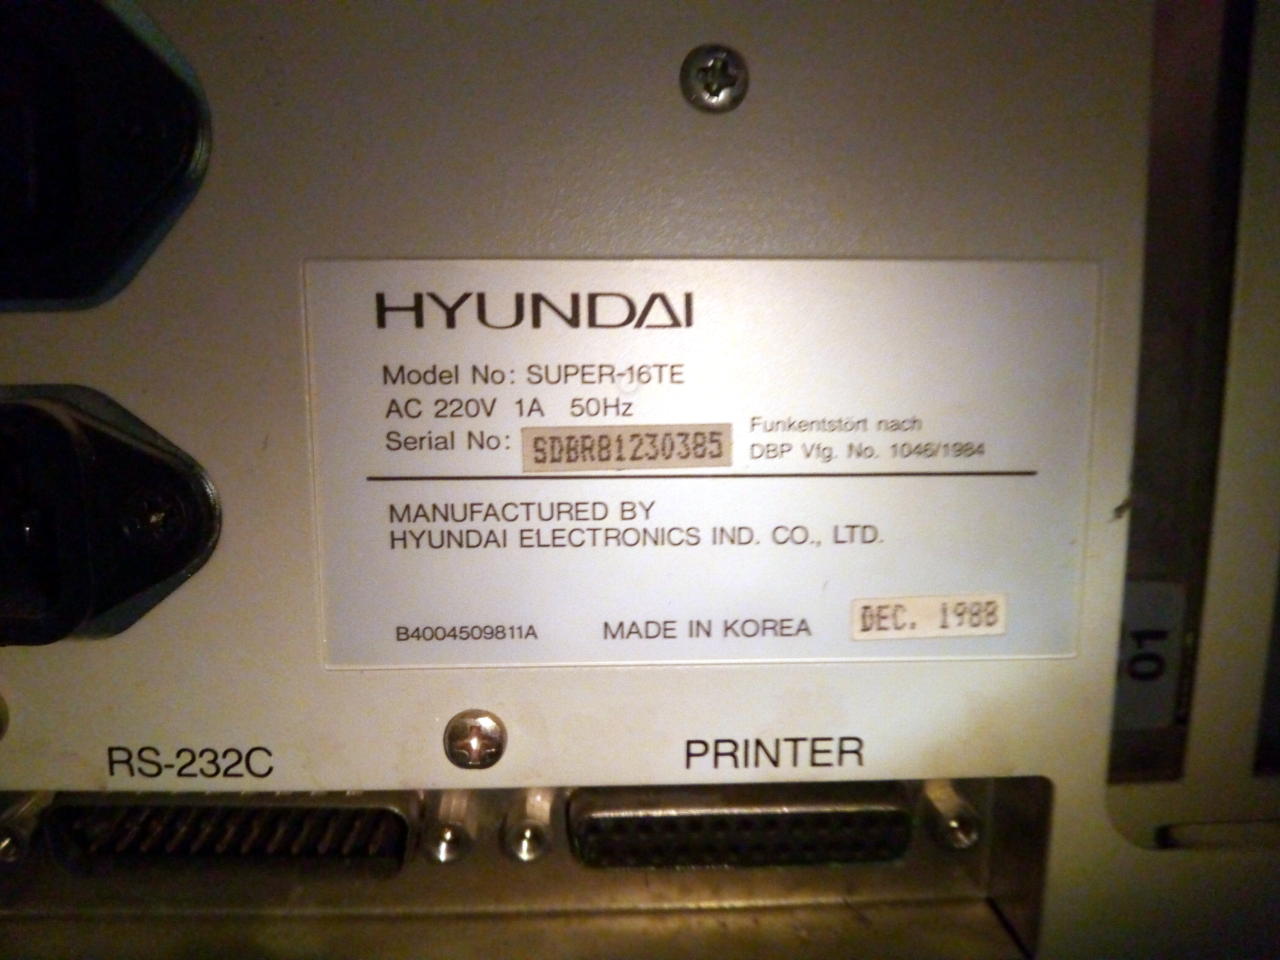 HYUNDAI
Model No: SUPER-16TE
AC 220V 1A 50Hz
Serial No: SDBR81230385
Funkentstört nach
DBP Vfg. No. 1046/1984
MANUFACTURED BY
HYUNDAI ELECTRONICS IND. CO., LTD.
B4004509811A MADE IN KOREA DEC. 1988
01
RS-232C PRINTER